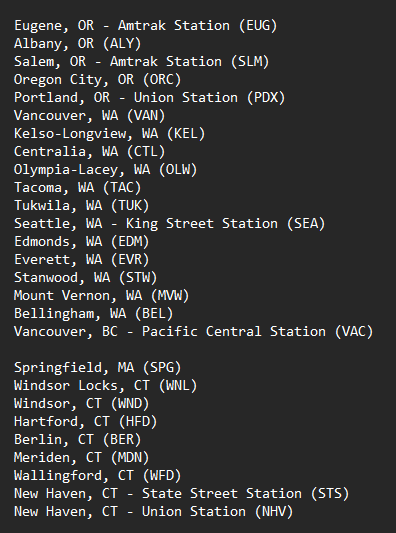 Eugene, OR - Amtrak Station (EUG)
Albany, OR (ALY)
Salem, OR - Amtrak Station (SLM)
Oregon City, OR (ORC)
Portland, OR - Union Station (PDX)
Vancouver, WA (VAN)
Kelso-Longview, WA (KEL)
Centralia, WA (CTL)
Olympia-Lacey, WA (OLW)
Tacoma, WA (TAC)
Tukwila, WA (TUK)
Seattle, WA - King Street Station (SEA)
Edmonds, WA (EDM)
Everett, WA (EVR)
Stanwood, WA (STW)
Mount Vernon, WA (MVW)
Bellingham, WA (BEL)
Vancouver, BC - Pacific Central Station (VAC)

Springfield, MA (SPG)
Windsor Locks, CT (WNL)
Windsor, CT (WND)
Hartford, CT (HFD)
Berlin, CT (BER)
Meriden, CT (MDN)
Wallingford, CT (WFD)
New Haven, CT - State Street Station (STS)
New Haven, CT - Union Station (NHV)